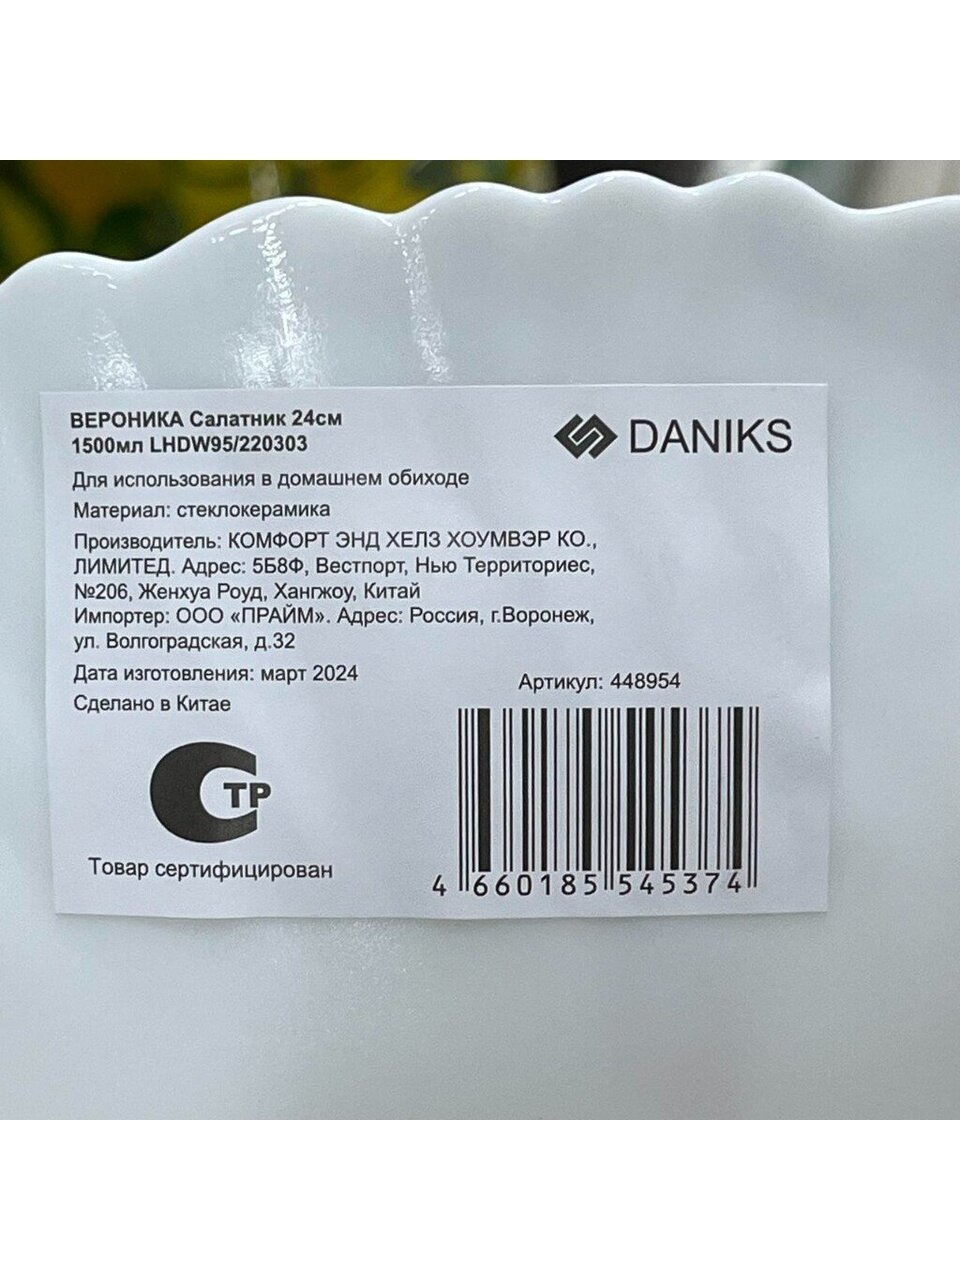 ВЕРОНИКА Салатник 24см
1500мл LHDW95/220303
DANIKS
Для использования в домашнем обиходе
Материал: стеклокерамика
Производитель: КОМФОРТ ЭНД ХЕЛЗ ХОУМВЭР КО.,
ЛИМИТЕД. Адрес: 5Б8Ф, Вестпорт, Нью Территориес,
№206, Женхуа Роуд, Хангжоу, Китай
Импортер: ООО «ПРАЙМ». Адрес: Россия, г.Воронеж,
ул. Волгоградская, д.32
Дата изготовления: март 2024
Сделано в Китае
Артикул: 448954
СТР
Товар сертифицирован
4 660185 545374